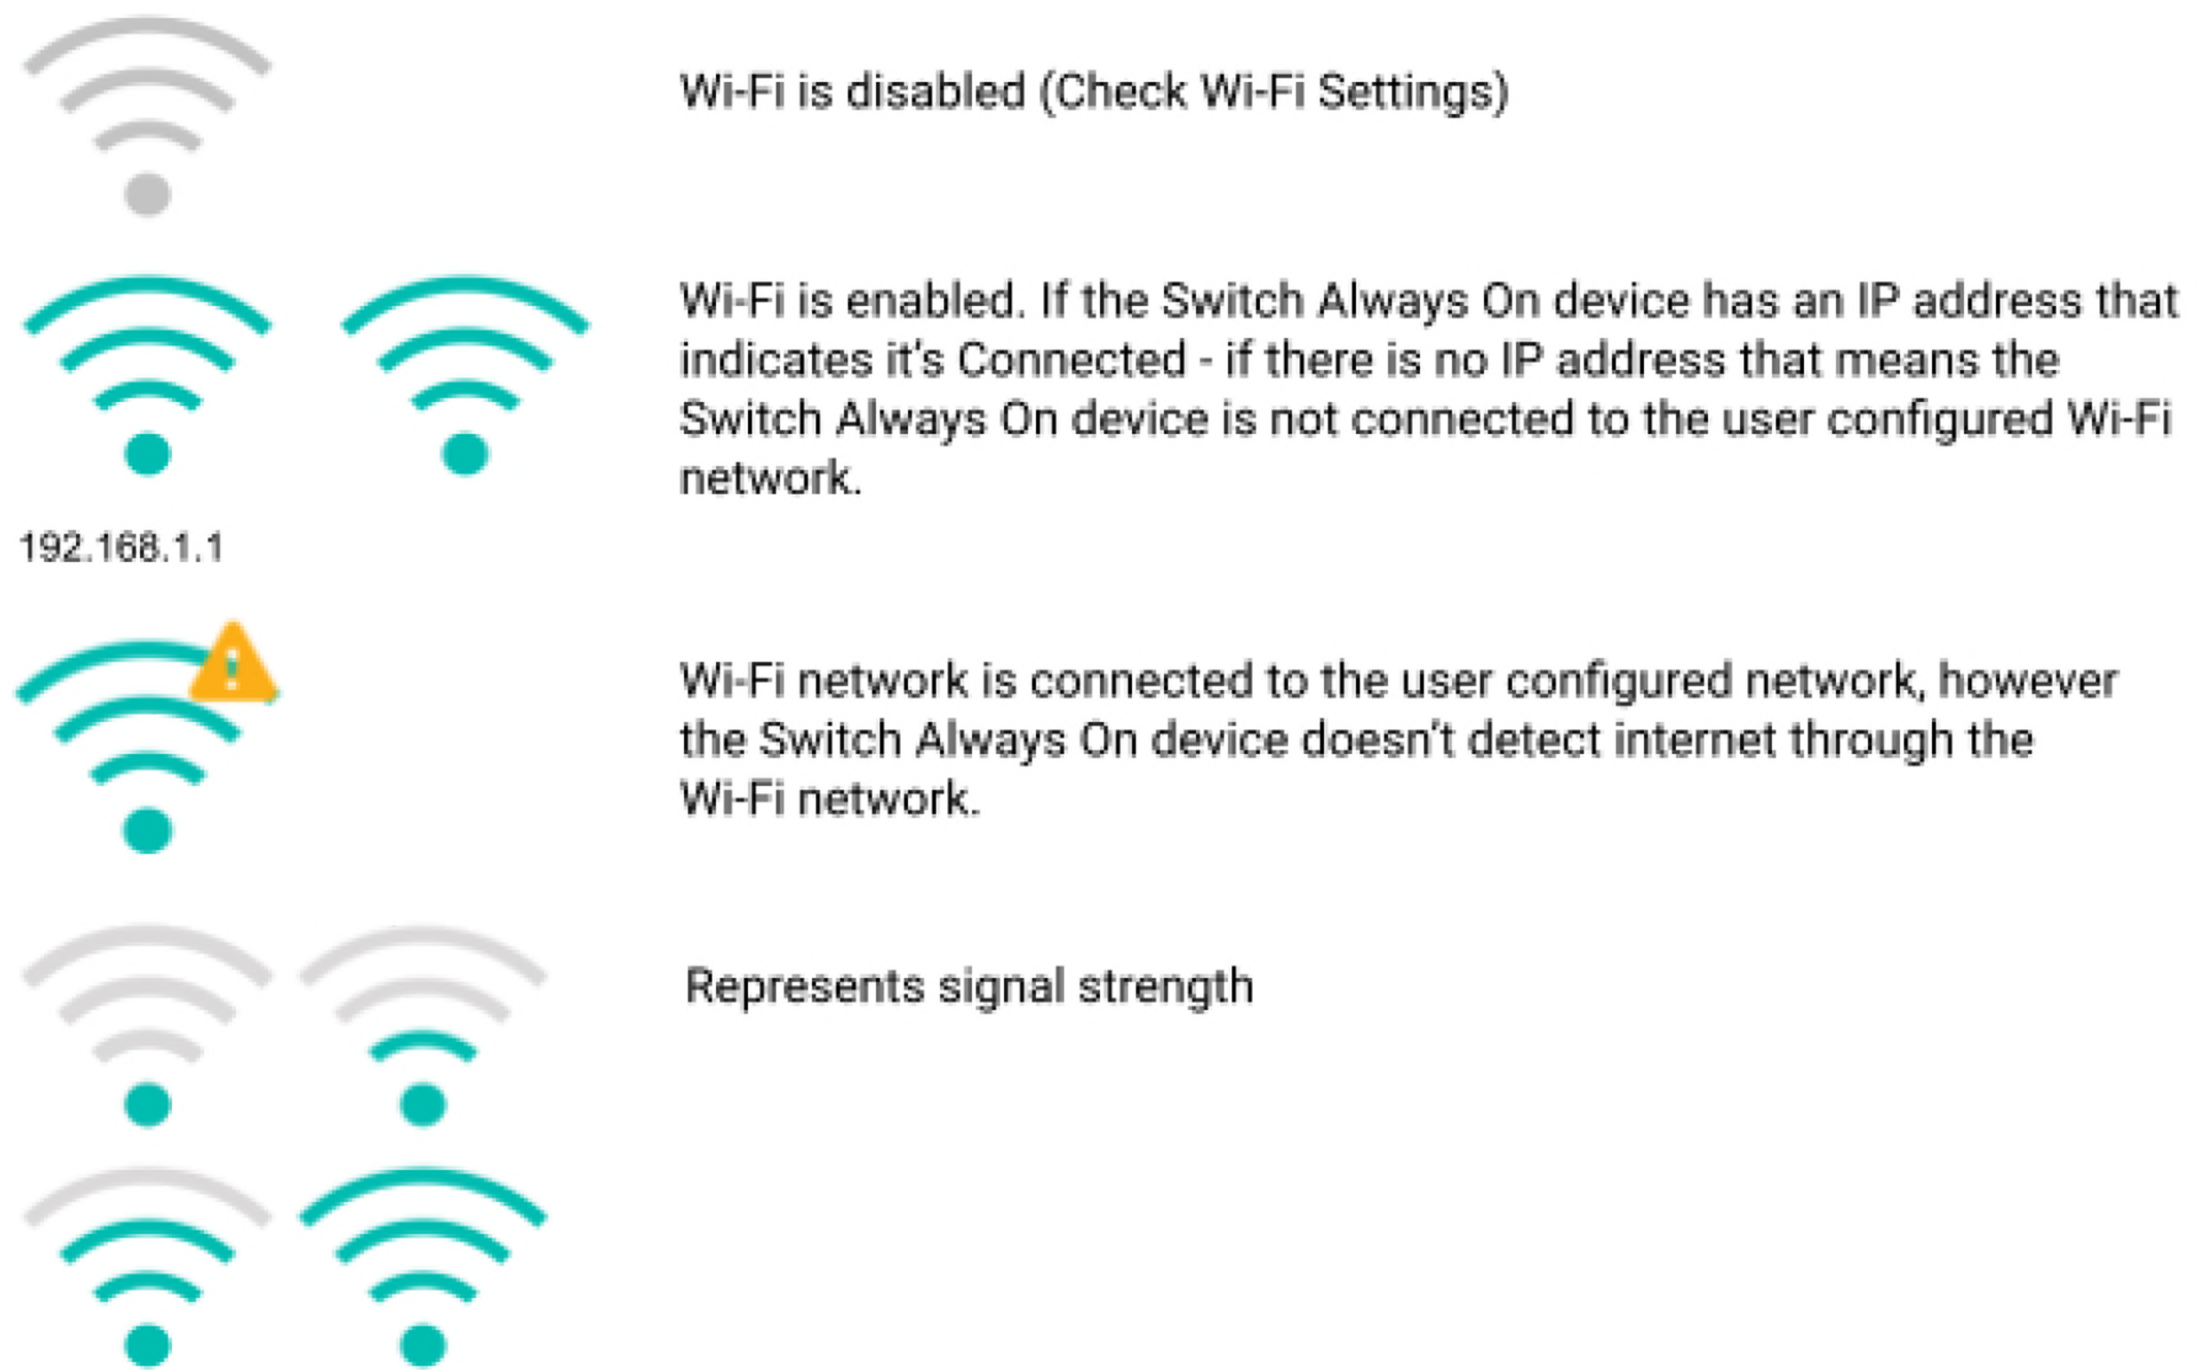 Wi-Fi is disabled (Check Wi-Fi Settings)
Wi-Fi is enabled. If the Switch Always On device has an IP address that
indicates it's Connected - if there is no IP address that means the
Switch Always On device is not connected to the user configured Wi-Fi
network.
192.168.1.1
Wi-Fi network is connected to the user configured network, however
the Switch Always On device doesn't detect internet through the
Wi-Fi network.
Represents signal strength